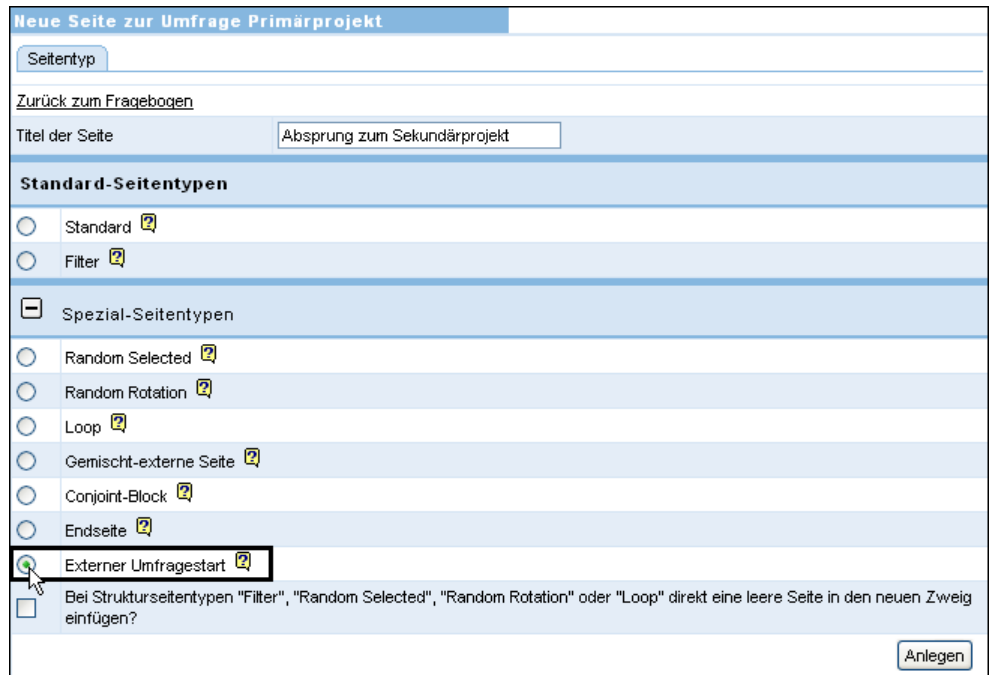 Neue Seite zur Umfrage Primärprojekt
Seitentyp
Zurück zum Fragebogen
Titel der Seite Absprung zum Sekundärprojekt
Standard-Seitentypen
Standard ?
Filter ?
Spezial-Seitentypen
Random Selected ?
Random Rotation ?
Loop ?
Gemischt-externe Seite ?
Conjoint-Block ?
Endseite ?
Externer Umfragestart ?
Bei Strukturseitentypen "Filter", "Random Selected", "Random Rotation" oder "Loop" direkt eine leere Seite in den neuen Zweig
einfügen?
Anlegen